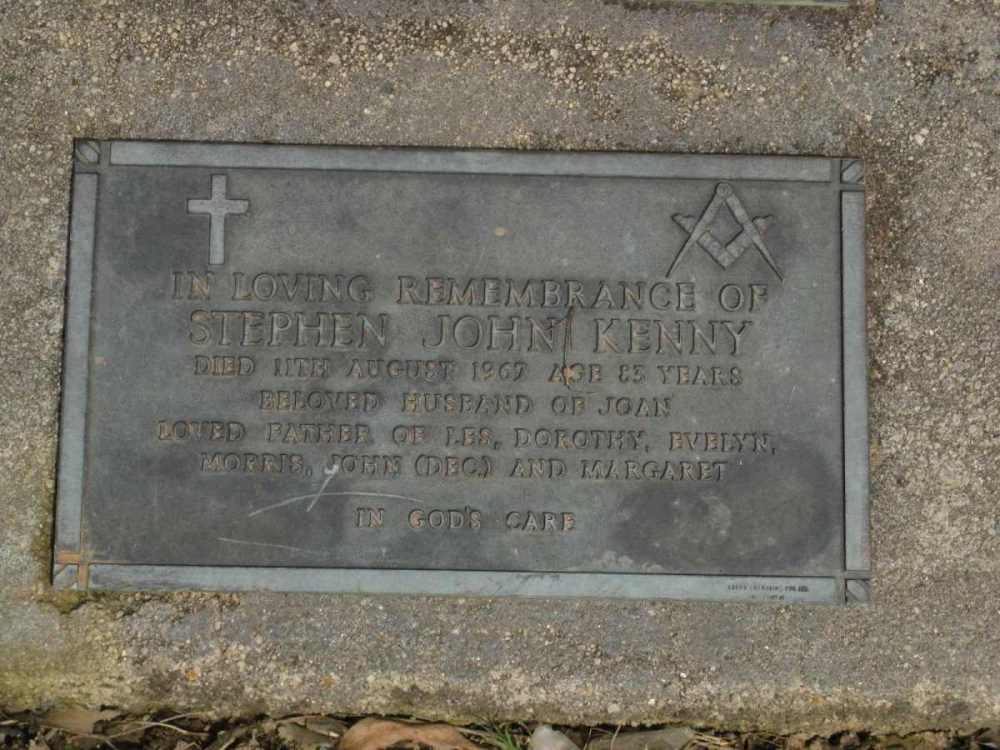 IN LOVING REMEMBRANCE OF
STEPHEN JOHN KENNY
DIED 11TH AUGUST 1967 AGE 83 YEARS
BELOVED HUSBAND OF JOAN
LOVED FATHER OF LES, DOROTHY, EVELYN,
MORRIS, JOHN (DEC.) AND MARGARET
IN GOD'S CARE